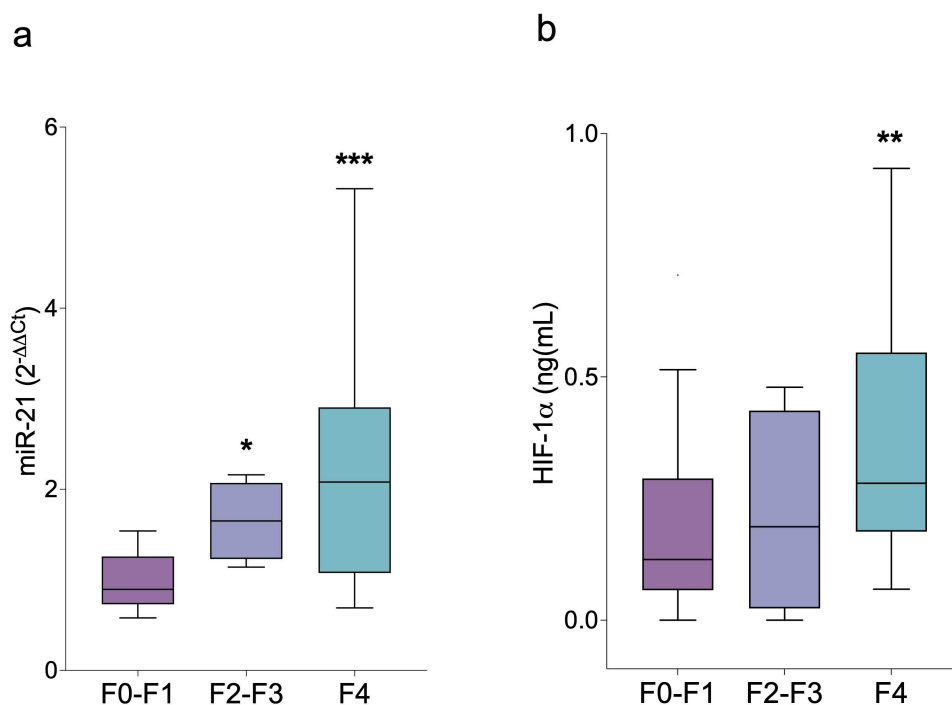 a
miR-21 (2-ΔΔCt)
6
4
2
0
*
***
F0-F1 F2-F3 F4
b
HIF-1α (ng(mL)
1.0
0.5
0.0
**
F0-F1 F2-F3 F4